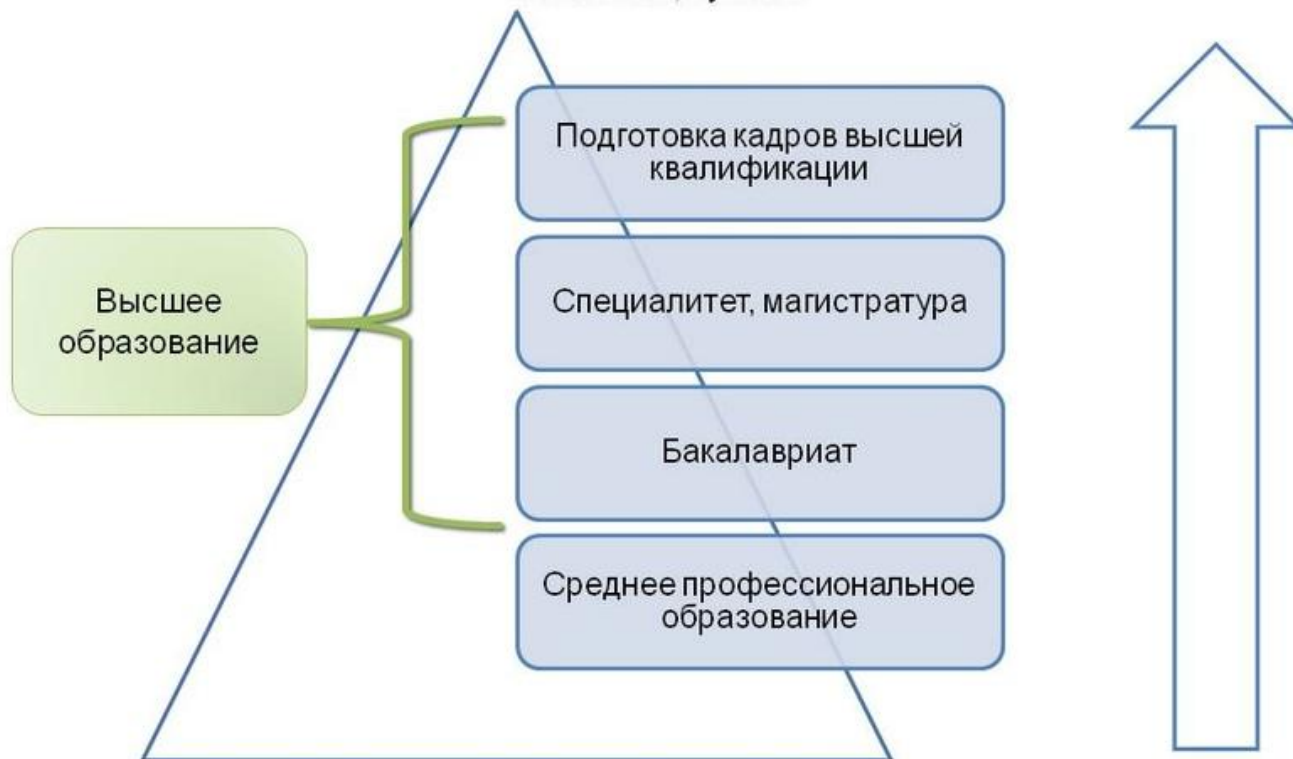 Подготовка кадров высшей
квалификации
Высшее
образование
Специалитет, магистратура
Бакалавриат
Среднее профессиональное
образование